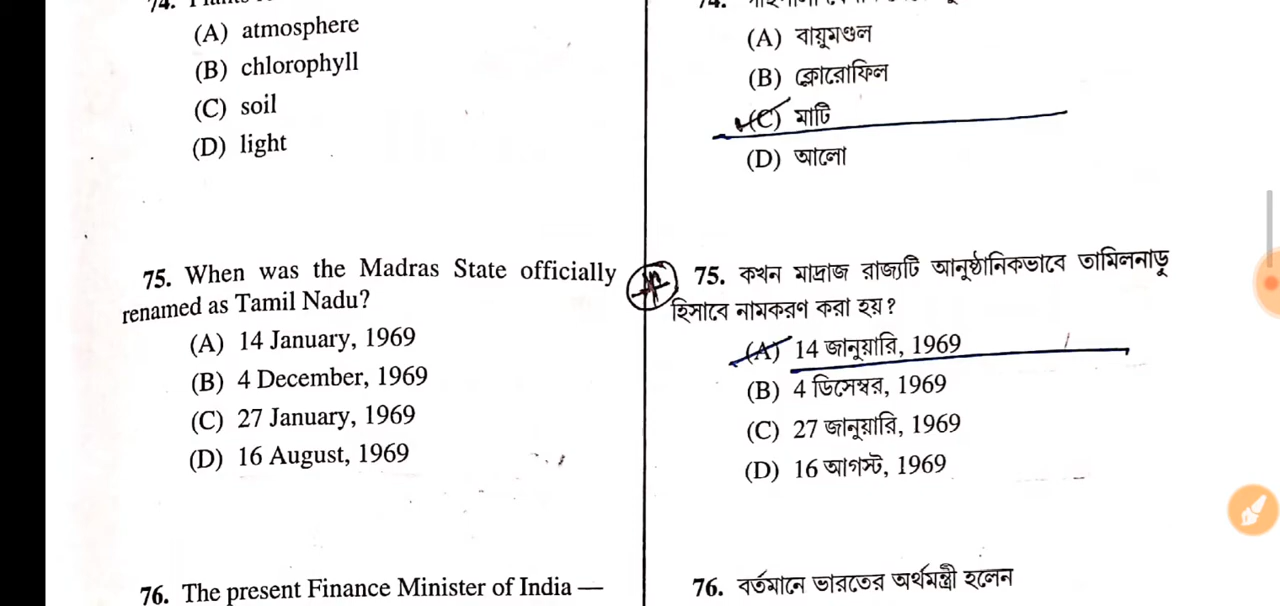 74.
(A) atmosphere
(B) chlorophyll
(C) soil
(D) light
75. When was the Madras State officially
renamed as Tamil Nadu?
(A) 14 January, 1969
(B) 4 December, 1969
(C) 27 January, 1969
(D) 16 August, 1969
76. The present Finance Minister of India —
74.
(A) বায়ুমণ্ডল
(B) ক্লোরোফিল
(C) মাটি
(D) আলো
75. কখন মাদ্রাজ রাজ্যটি আনুষ্ঠানিকভাবে তামিলনাড়ু
হিসাবে নামকরণ করা হয়?
(A) 14 জানুয়ারি, 1969
(B) 4 ডিসেম্বর, 1969
(C) 27 জানুয়ারি, 1969
(D) 16 আগস্ট, 1969
76. বর্তমানে ভারতের অর্থমন্ত্রী হলেন